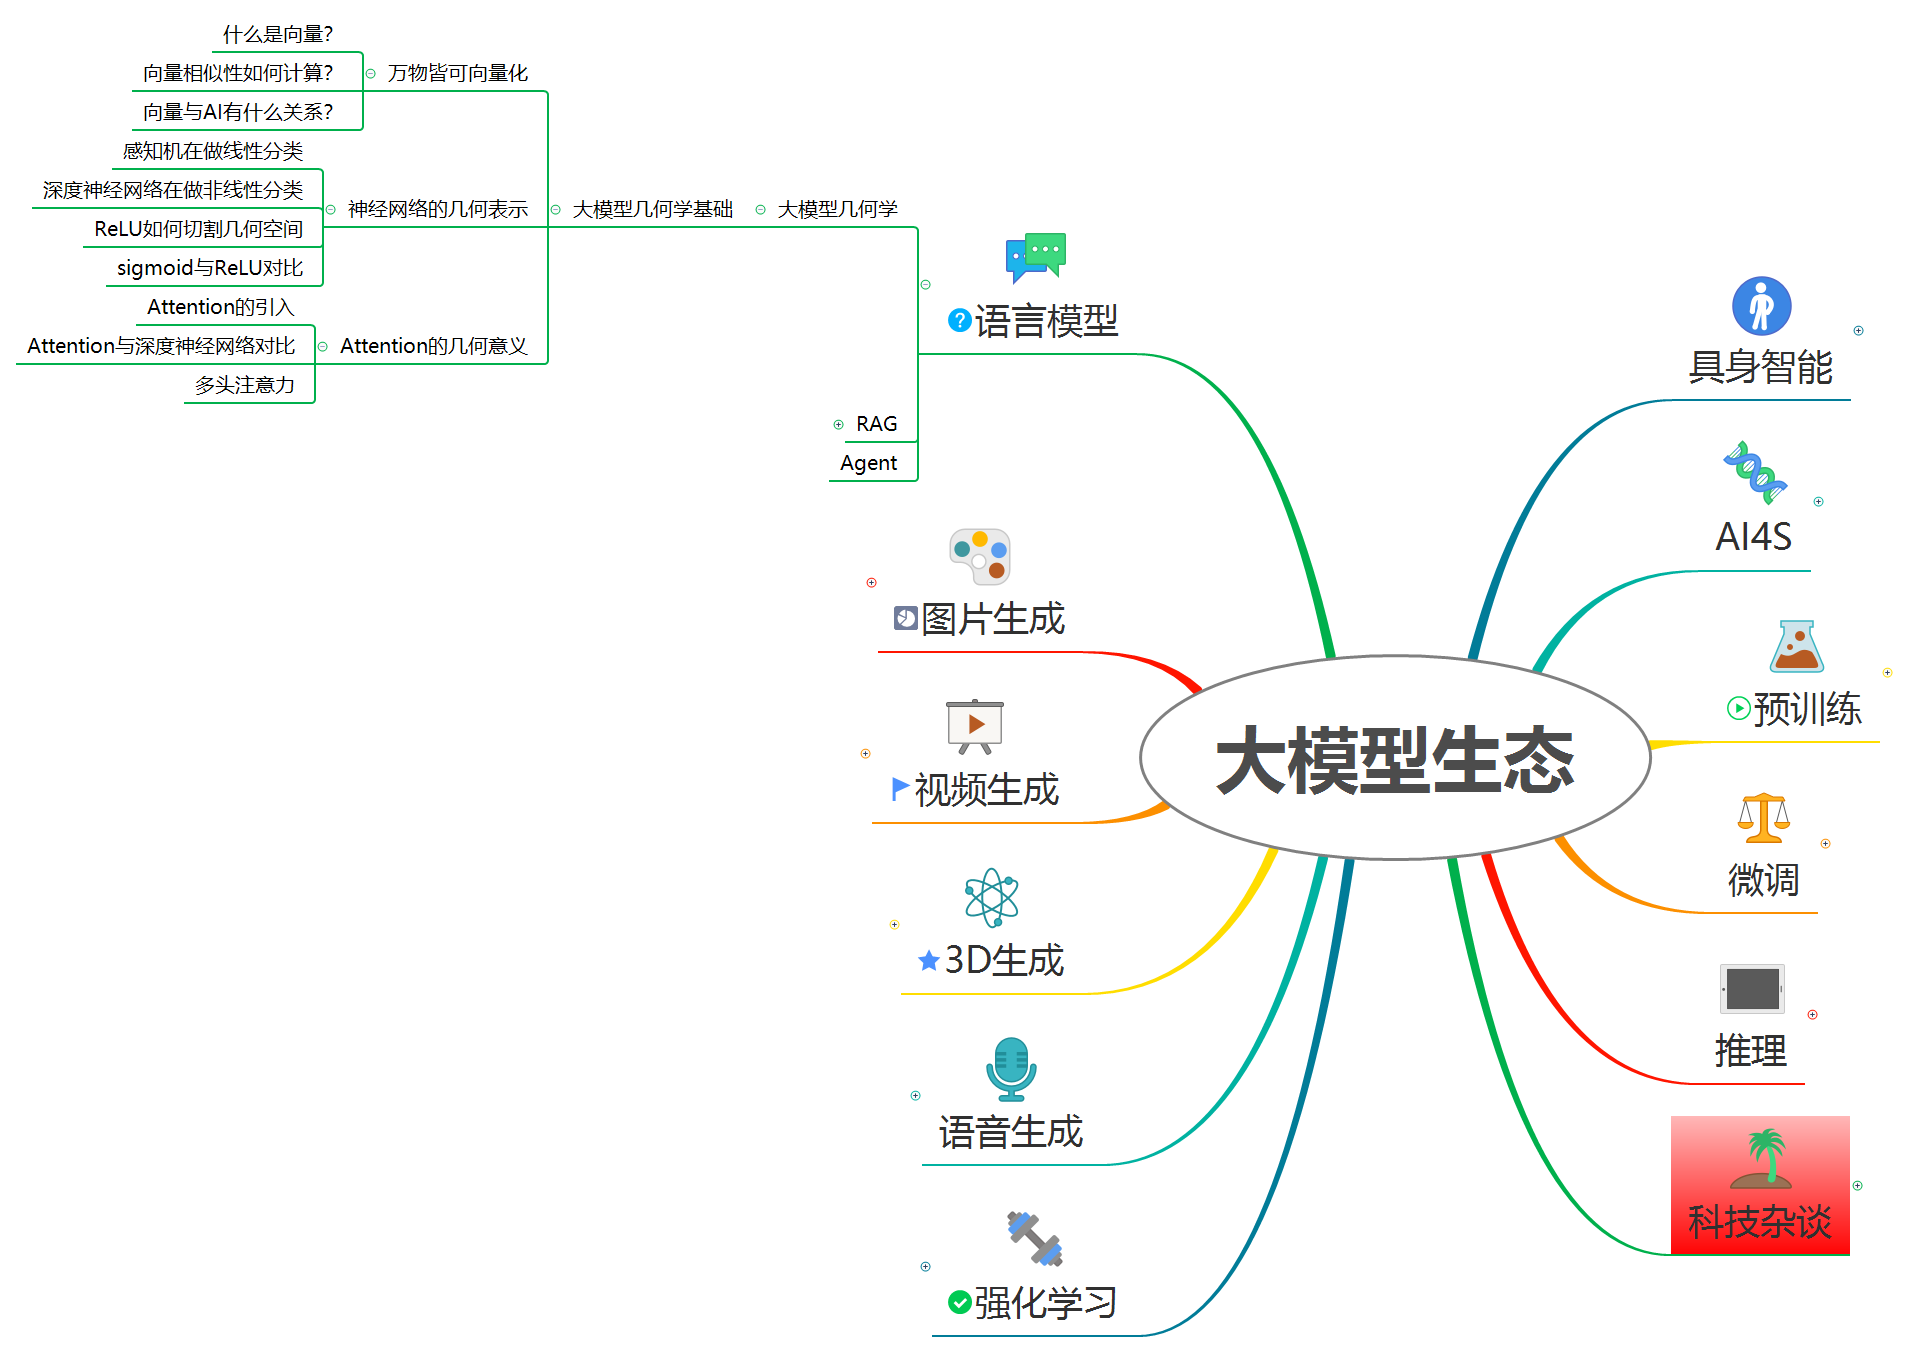 什么是向量?
向量相似性如何计算?
万物皆可向量化
向量与AI有什么关系?
感知机在做线性分类
深度神经网络在做非线性分类
神经网络的几何表示
大模型几何学基础
大模型几何学
ReLU如何切割几何空间
sigmoid与ReLU对比
Attention的引入
Attention与深度神经网络对比
Attention的几何意义
多头注意力
语言模型
RAG
Agent
图片生成
视频生成
3D生成
语音生成
强化学习
大模型生态
具身智能
AI4S
预训练
微调
推理
科技杂谈